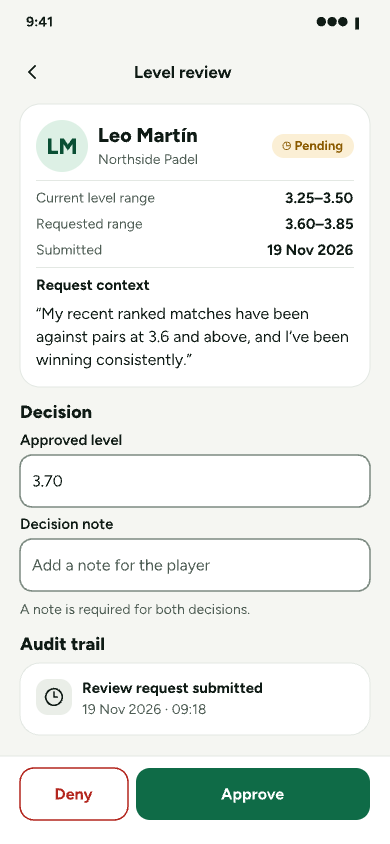 9:41
Level review
LM
Leo Martín
Northside Padel
Pending
Current level range 3.25–3.50
Requested range 3.60–3.85
Submitted 19 Nov 2026
Request context
“My recent ranked matches have been
against pairs at 3.6 and above, and I’ve been
winning consistently.”
Decision
Approved level
3.70
Decision note
Add a note for the player
A note is required for both decisions.
Audit trail
Review request submitted
19 Nov 2026 · 09:18
Deny
Approve